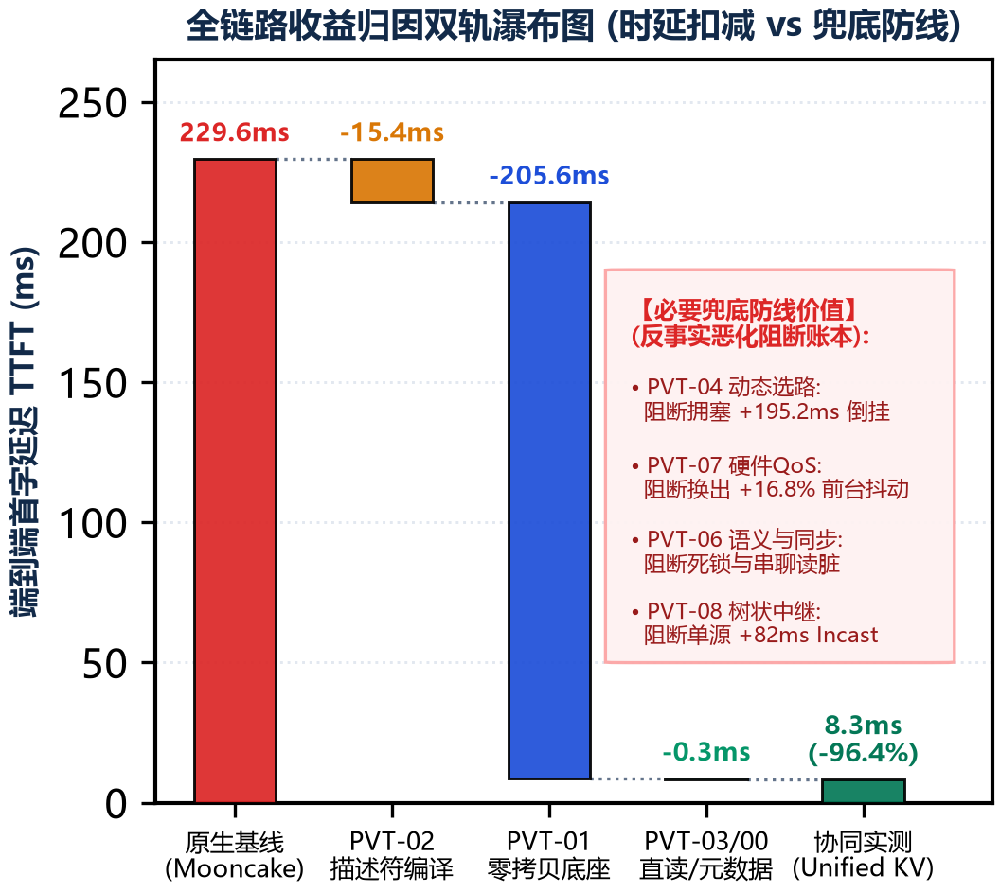 全链路收益归因双轨瀑布图 (时延扣减 vs 兜底防线)
端到端首字延迟 TTFT (ms)
250
200
150
100
50
0
229.6ms
-15.4ms
-205.6ms
【必要兜底防线价值】
(反事实恶化阻断账本):
• PVT-04 动态选路:
阻断拥塞 +195.2ms 倒挂
• PVT-07 硬件QoS:
阻断换出 +16.8% 前台抖动
• PVT-06 语义与同步:
阻断死锁与串聊读脏
• PVT-08 树状中继:
阻断单源 +82ms Incast
-0.3ms
8.3ms
(-96.4%)
原生基线
(Mooncake)
PVT-02
描述符编译
PVT-01
零拷贝底座
PVT-03/00
直读/元数据
协同实测
(Unified KV)